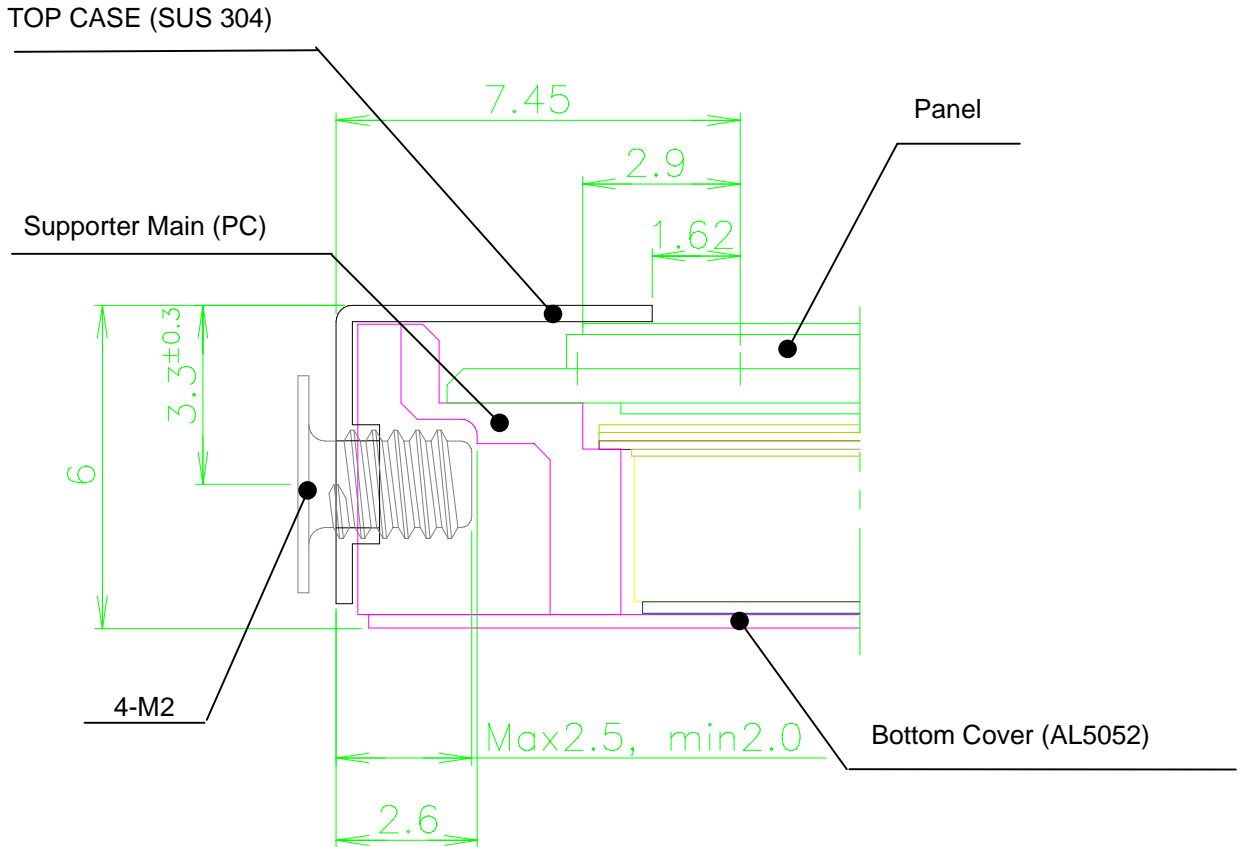 TOP CASE (SUS 304)
7.45
Panel
2.9
Supporter Main (PC)
1.62
3.3±0.3
6
4-M2
Max2.5, min2.0
Bottom Cover (AL5052)
2.6